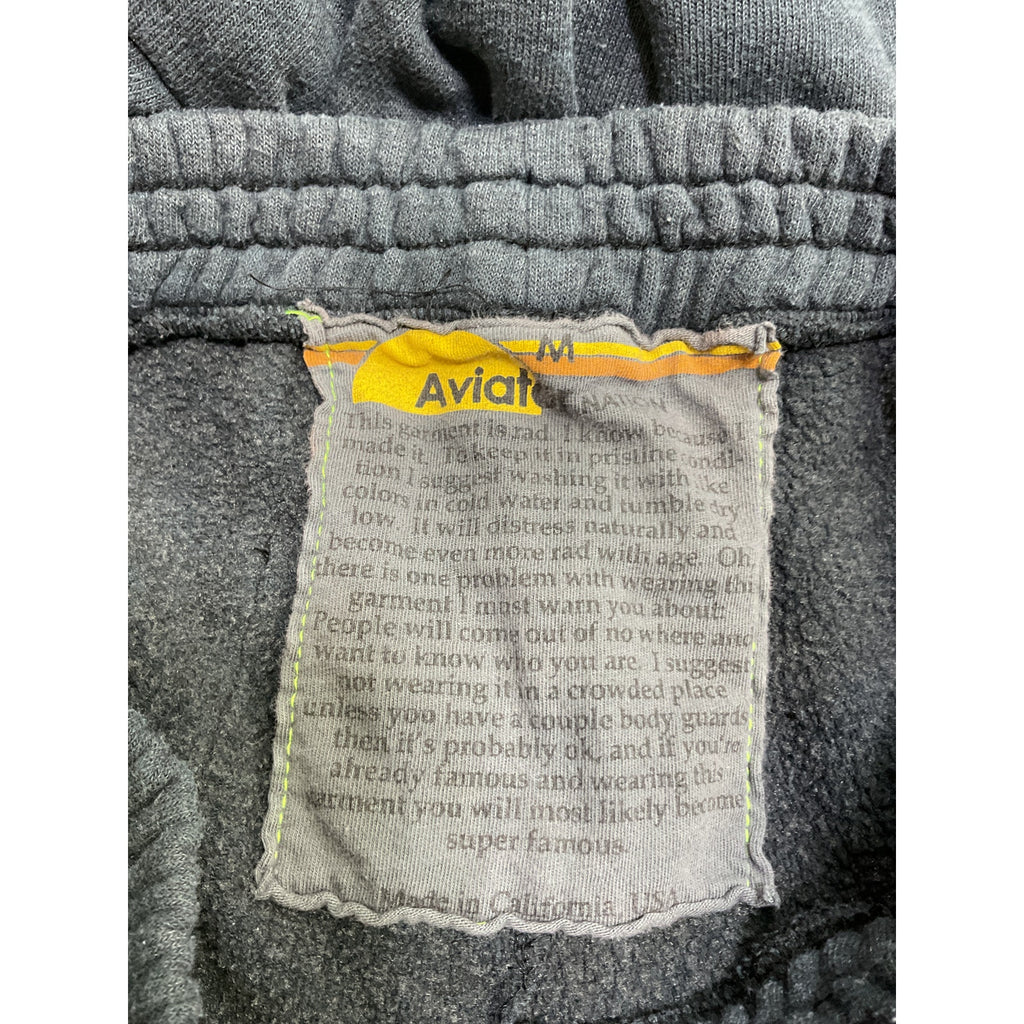 M
Aviat
NATION
This garment is rad. I know because I
made it. To keep it in pristine condi-
tion I suggest washing it with like
colors in cold water and tumble dry
low. It will distress naturally and
become even more rad with age. Oh,
there is one problem with wearing thi
garment I must warn you about:
People will come out of no where and
want to know who you are. I suggest
not wearing it in a crowded place
unless you have a couple body guards
then it's probably ok, and if you're
already famous and wearing this
garment you will most likely become
super famous.
Made in California, USA